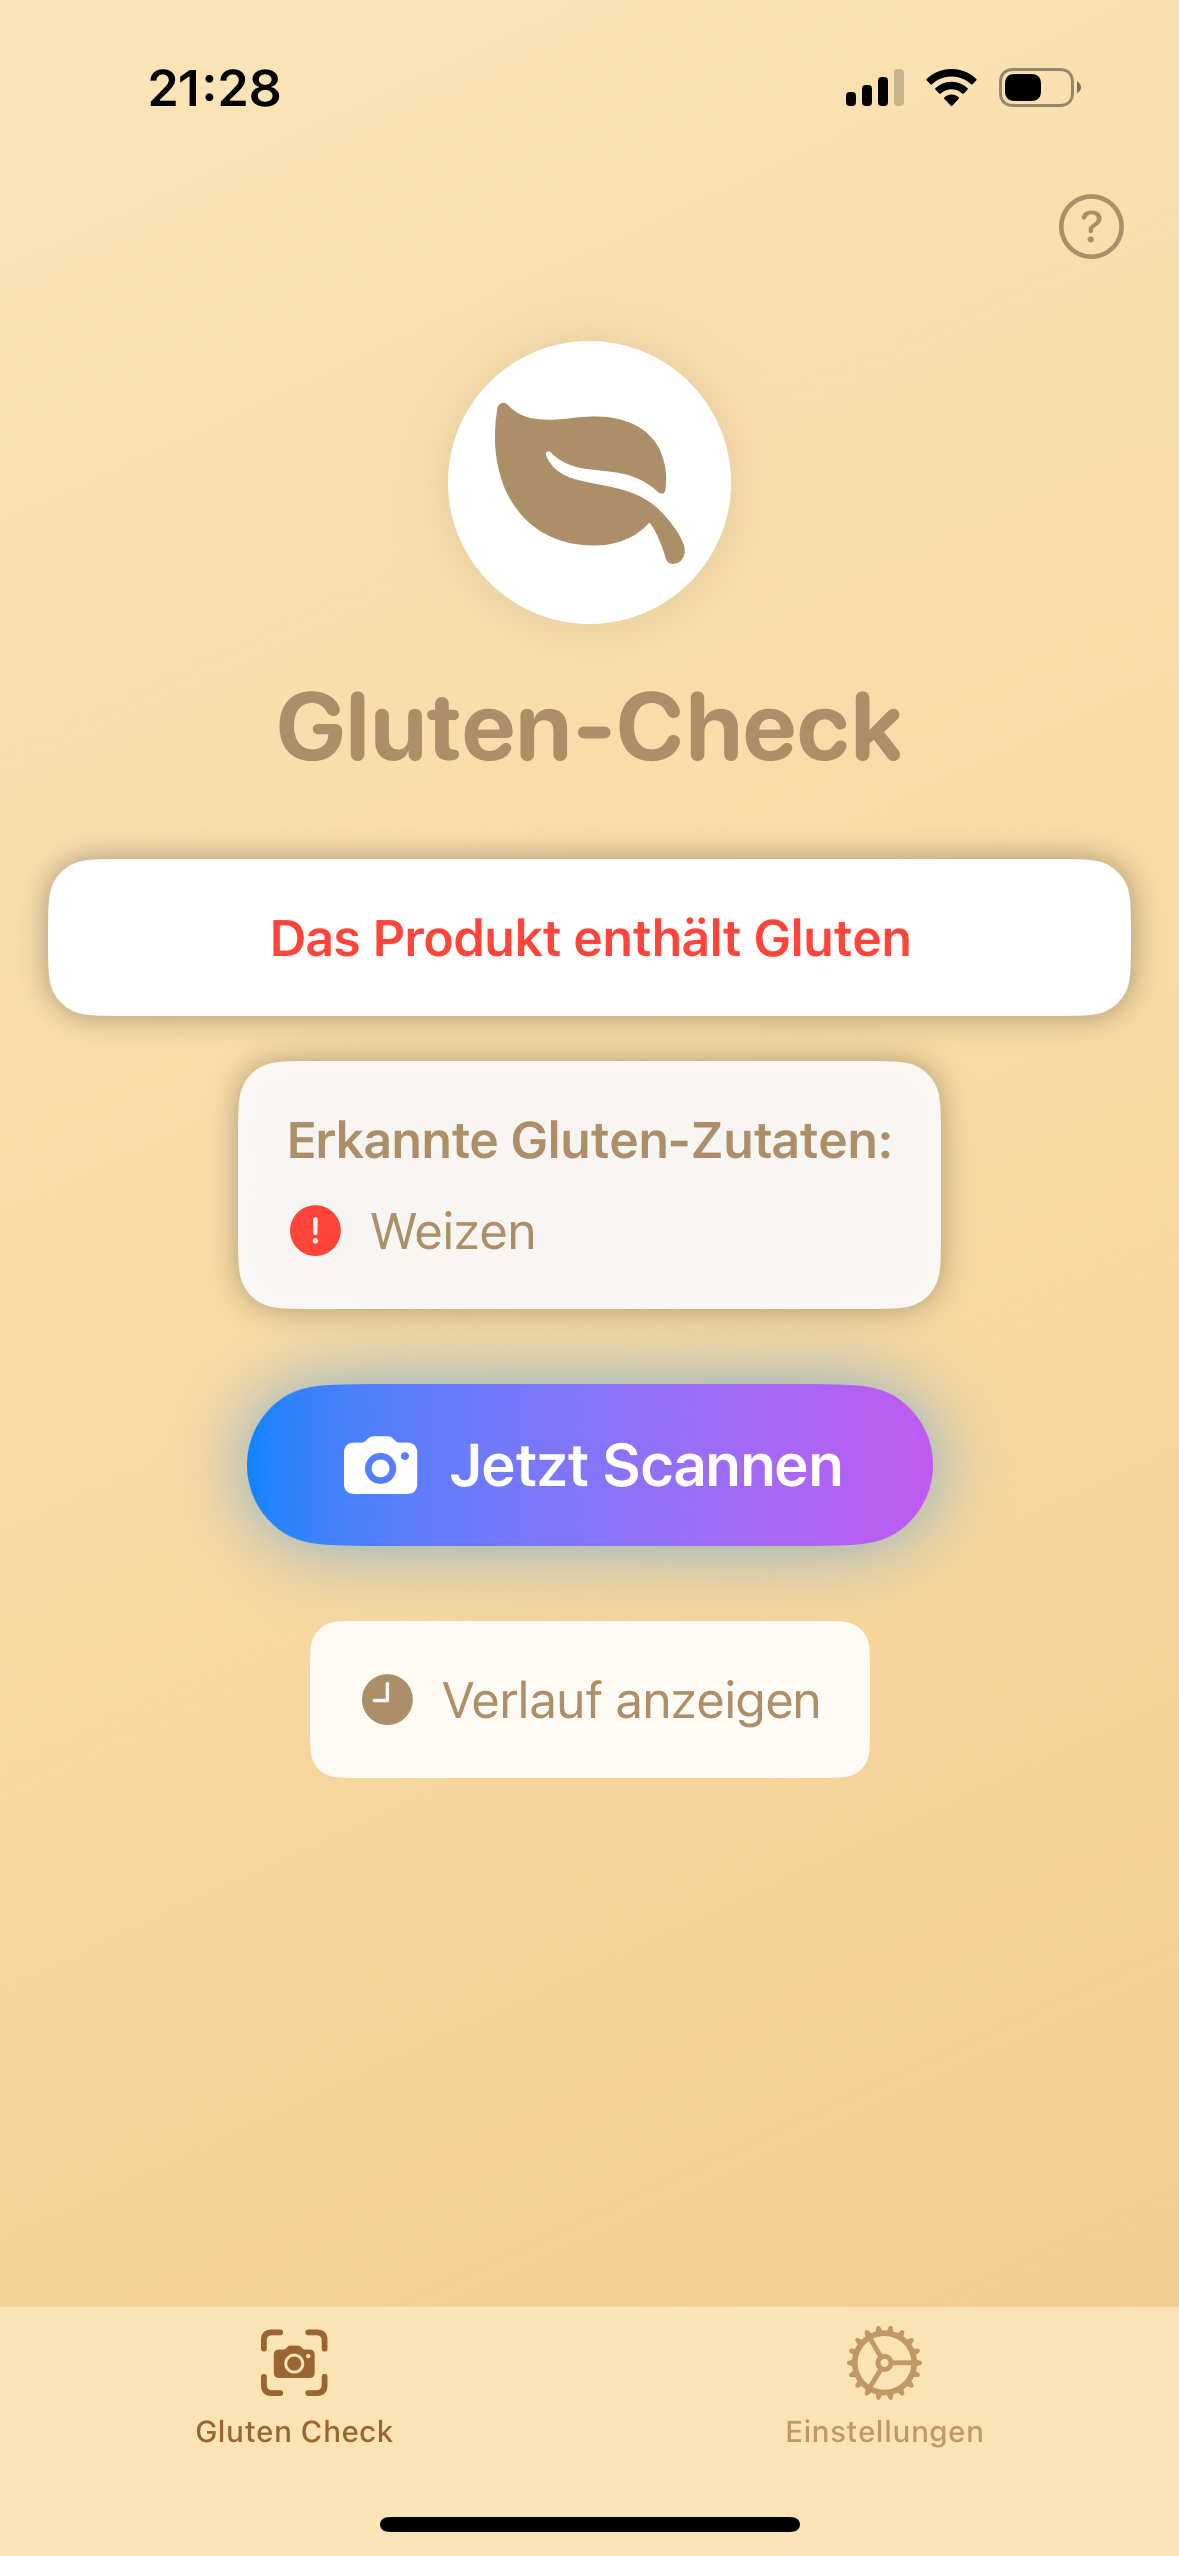 21:28
?
Gluten-Check
Das Produkt enthält Gluten
Erkannte Gluten-Zutaten:
! Weizen
Jetzt Scannen
Verlauf anzeigen
Gluten Check
Einstellungen